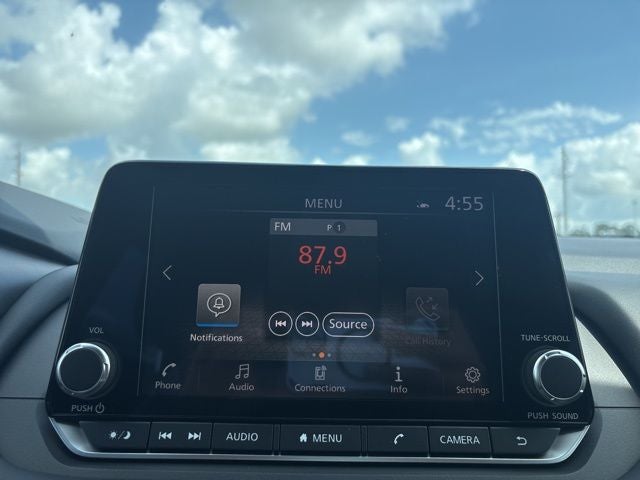 MENU
4:55
FM P 1
87.9
FM
Notifications
Source
Call History
Phone
Audio
Connections
Info
Settings
VOL
PUSH
TUNE·SCROLL
PUSH SOUND
AUDIO
MENU
CAMERA